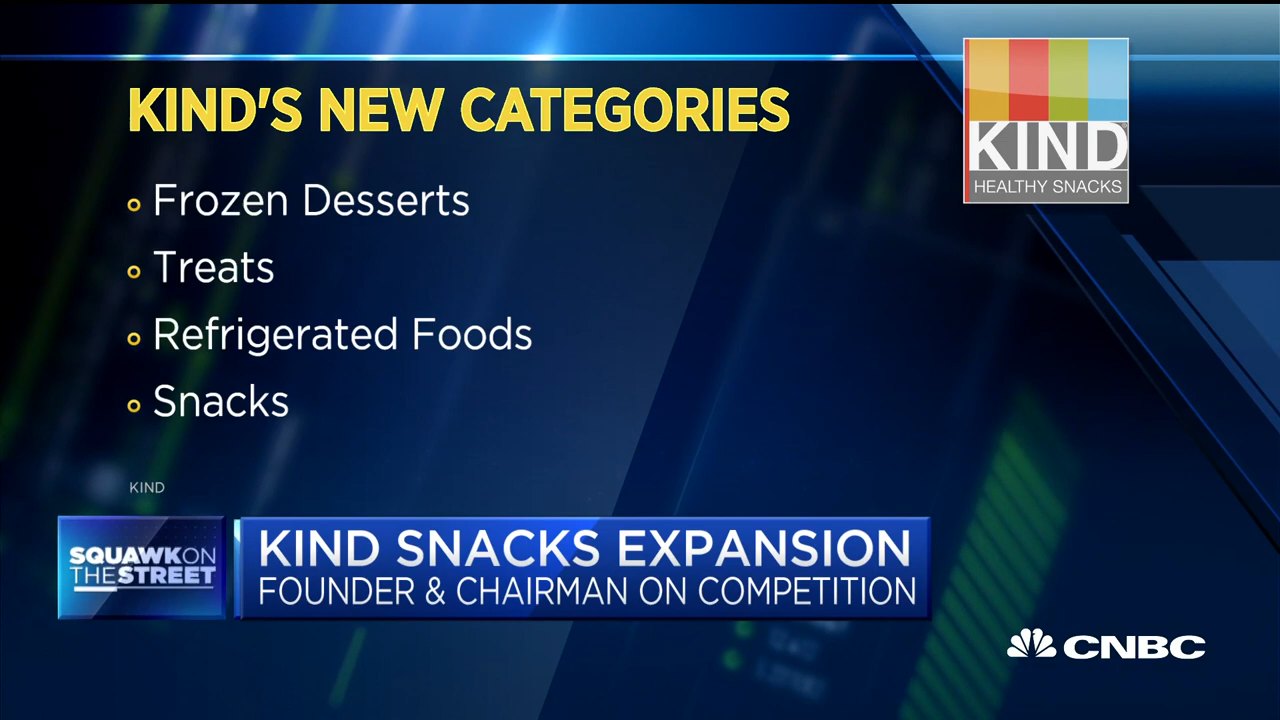 KIND'S NEW CATEGORIES
KIND
HEALTHY SNACKS
Frozen Desserts
Treats
Refrigerated Foods
Snacks
KIND
SQUAWK ON
THE STREET
KIND SNACKS EXPANSION
FOUNDER & CHAIRMAN ON COMPETITION
CNBC